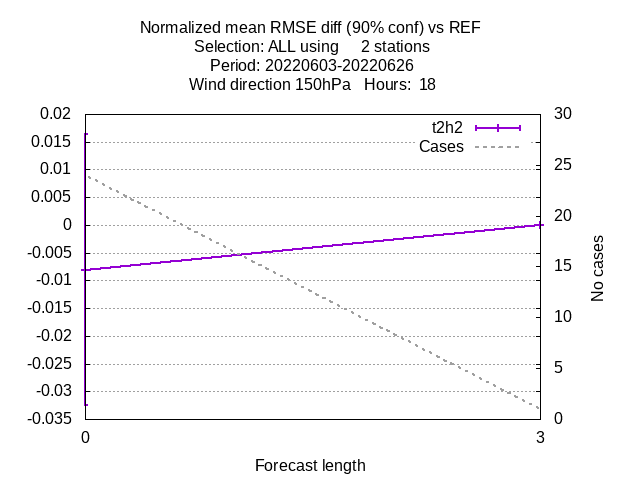 Normalized mean RMSE diff (90% conf) vs REF
Selection: ALL using     2 stations
Period: 20220603-20220626
Wind direction 150hPa   Hours:  18
t2h2
Cases
0.02
0.015
0.01
0.005
0
-0.005
-0.01
-0.015
-0.02
-0.025
-0.03
-0.035
30
25
20
15
10
5
0
No cases
0
3
Forecast length